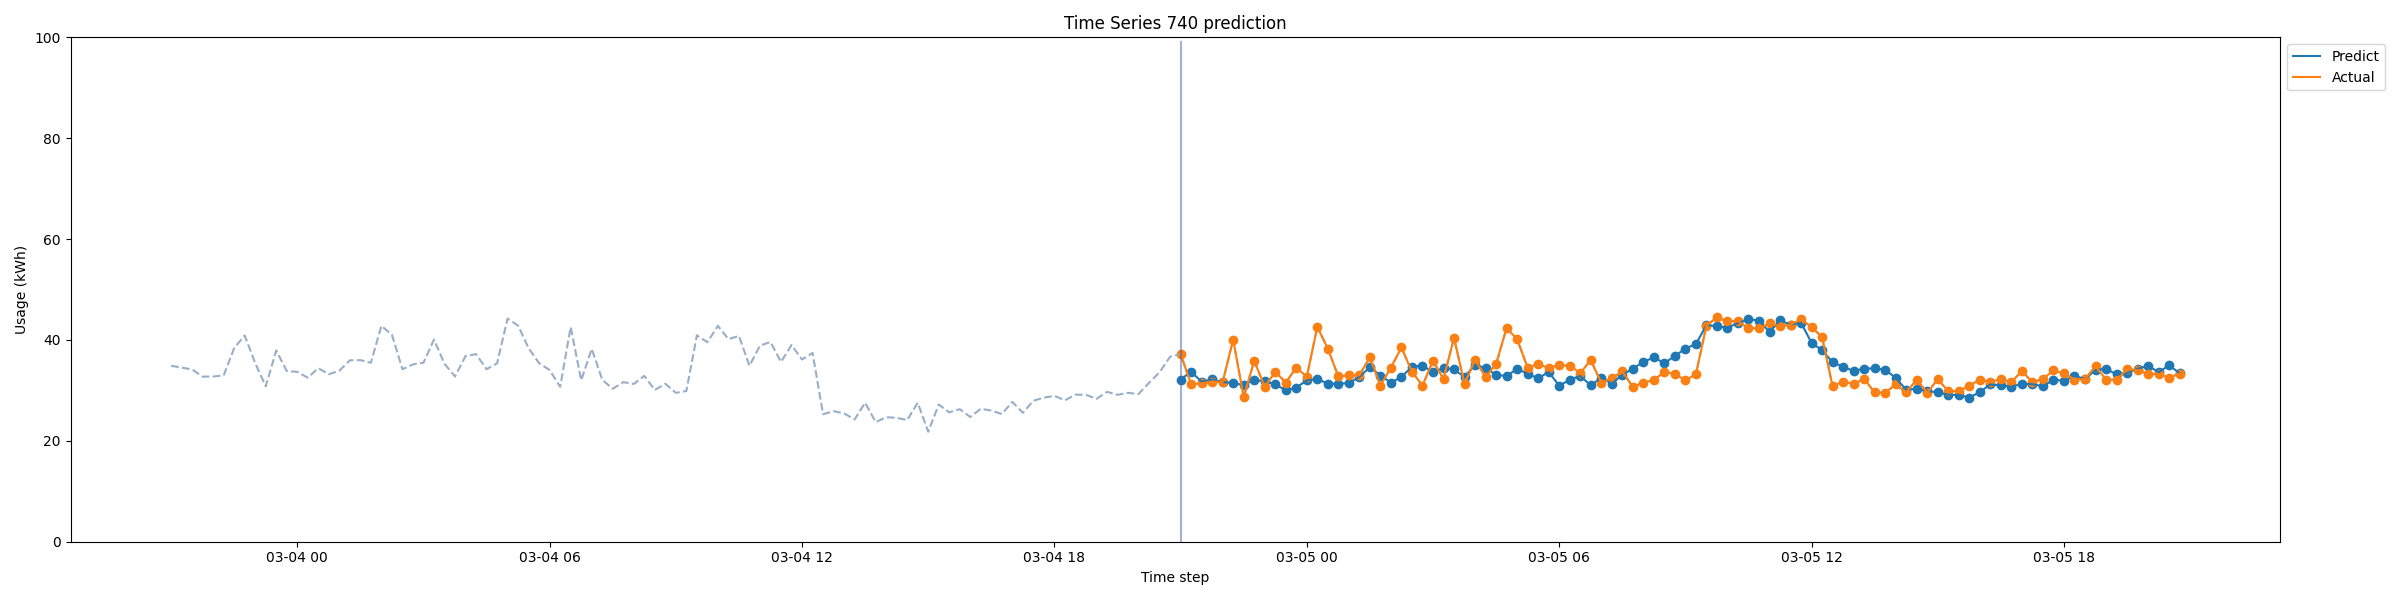 Time Series 740 prediction
100
80
60
40
20
0
Usage (kWh)
03-04 00
03-04 06
03-04 12
03-04 18
03-05 00
03-05 06
03-05 12
03-05 18
Time step
Predict
Actual